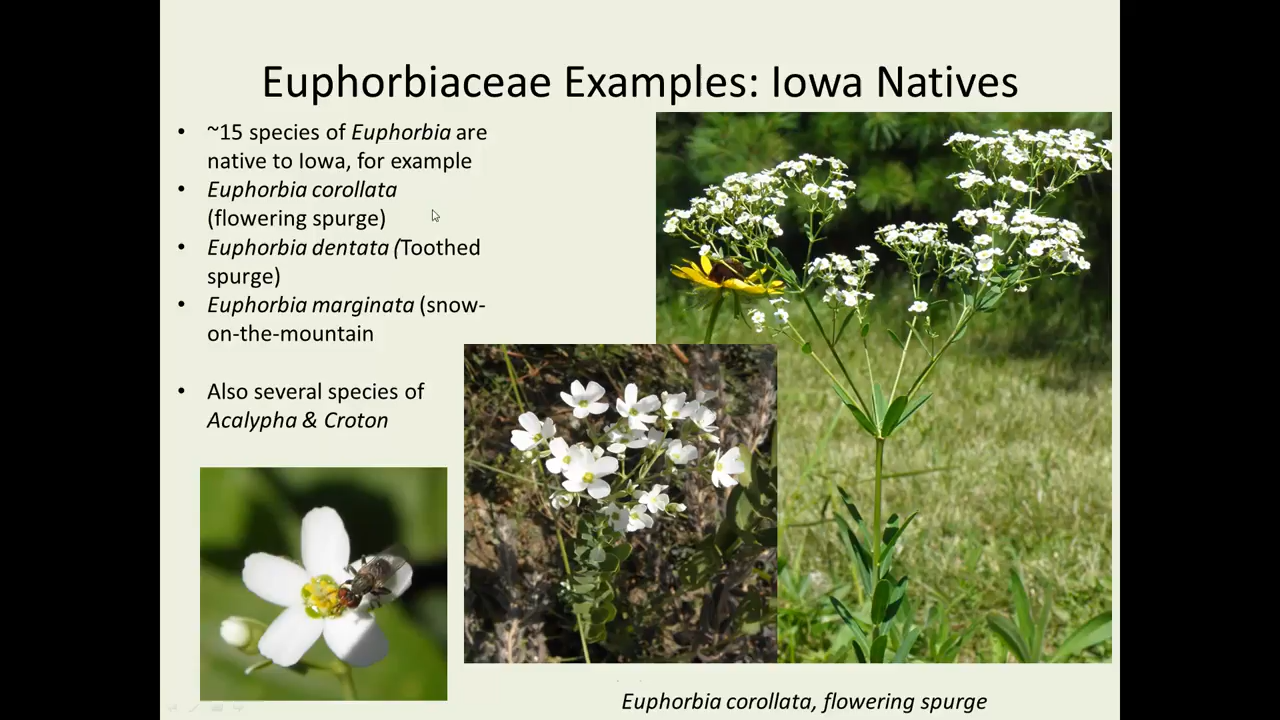 Euphorbiaceae Examples: Iowa Natives
• ~15 species of Euphorbia are
native to Iowa, for example
• Euphorbia corollata
(flowering spurge)
• Euphorbia dentata (Toothed
spurge)
• Euphorbia marginata (snow-
on-the-mountain
• Also several species of
Acalypha & Croton
Euphorbia corollata, flowering spurge